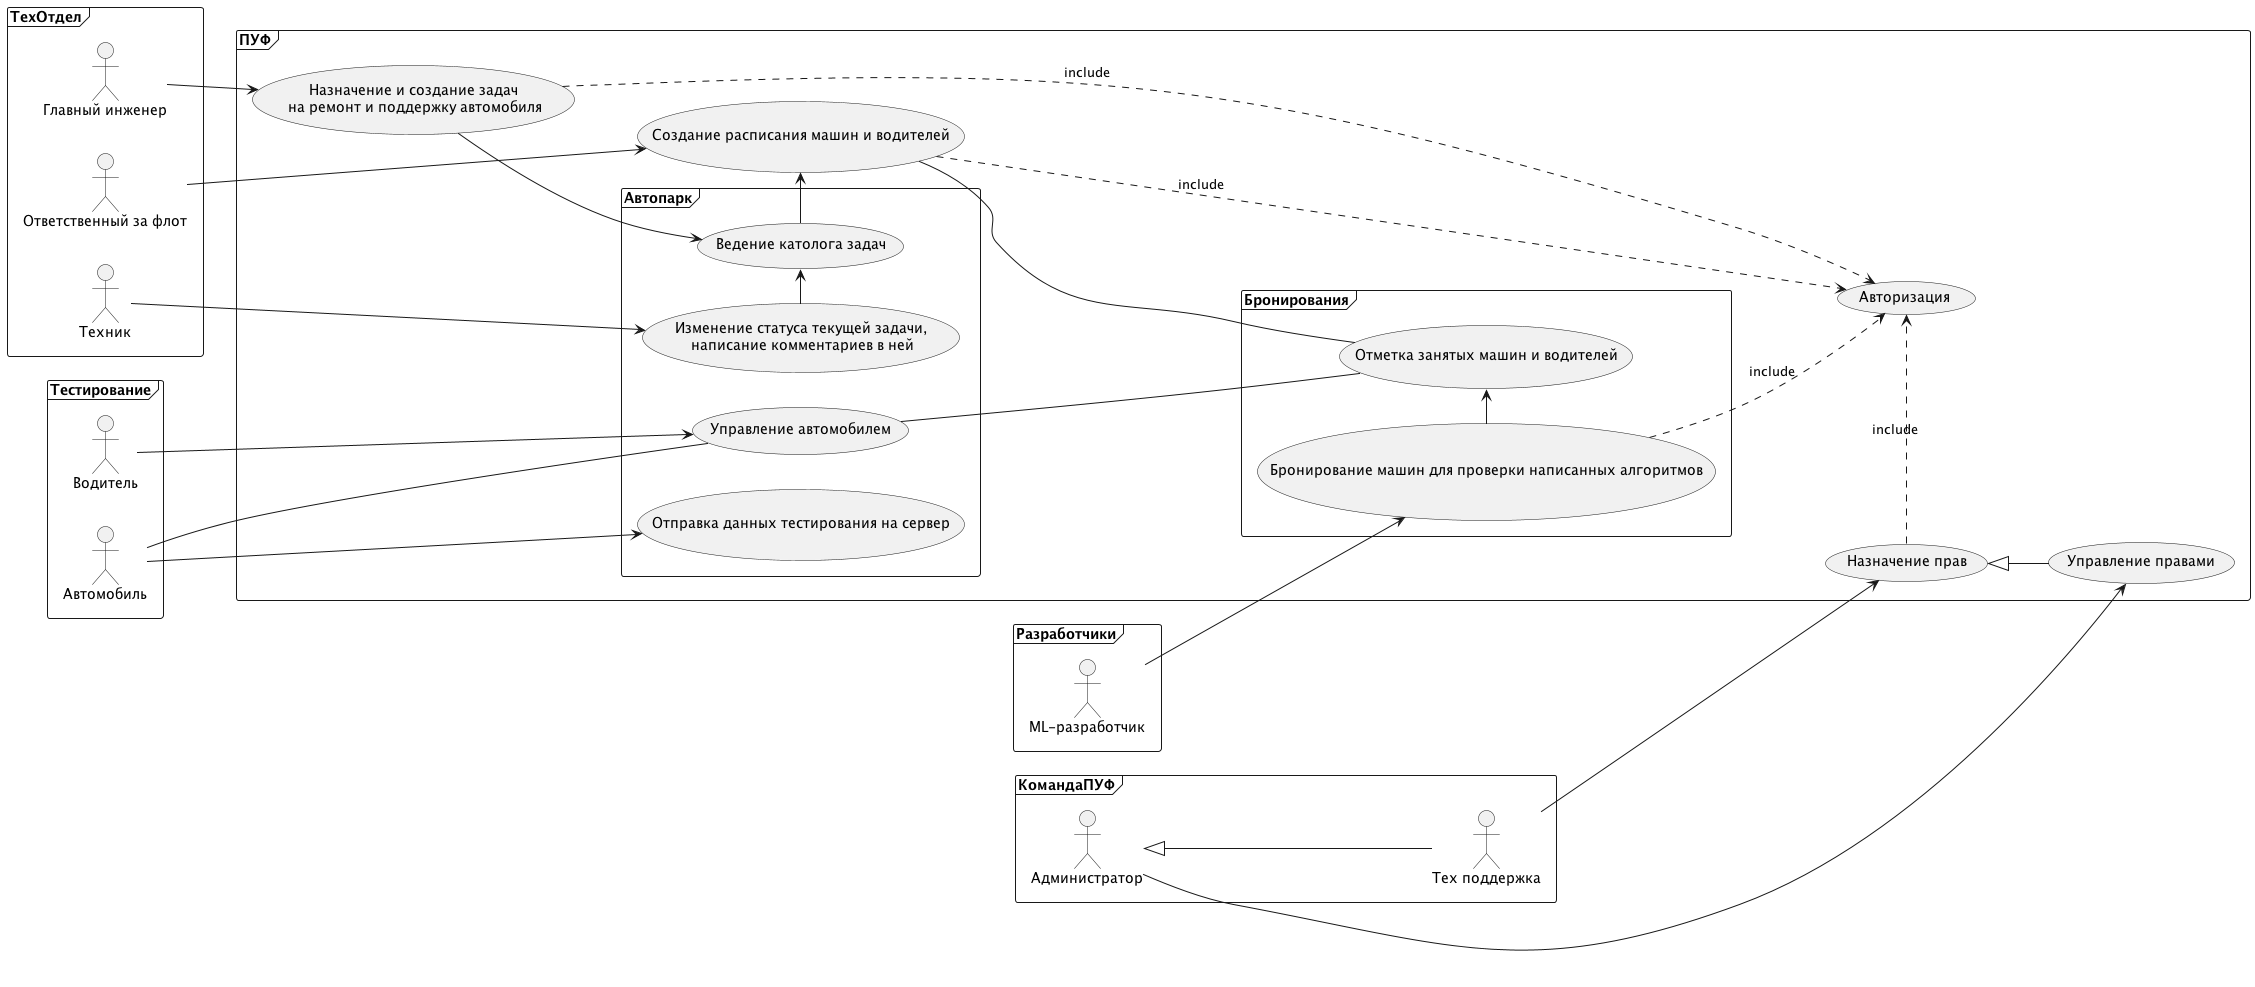 ТехОтдел
Главный инженер
Ответственный за флот
Техник
Тестирование
Водитель
Автомобиль
ПУФ
Назначение и создание задач
на ремонт и поддержку автомобиля
include
Создание расписания машин и водителей
include
Автопарк
Ведение католога задач
Изменение статуса текущей задачи,
написание комментариев в ней
Управление автомобилем
Отправка данных тестирования на сервер
Бронирования
Отметка занятых машин и водителей
Бронирование машин для проверки написанных алгоритмов
Авторизация
include
include
Назначение прав
Управление правами
Разработчики
ML-разработчик
КомандаПУФ
Администратор
Тех поддержка